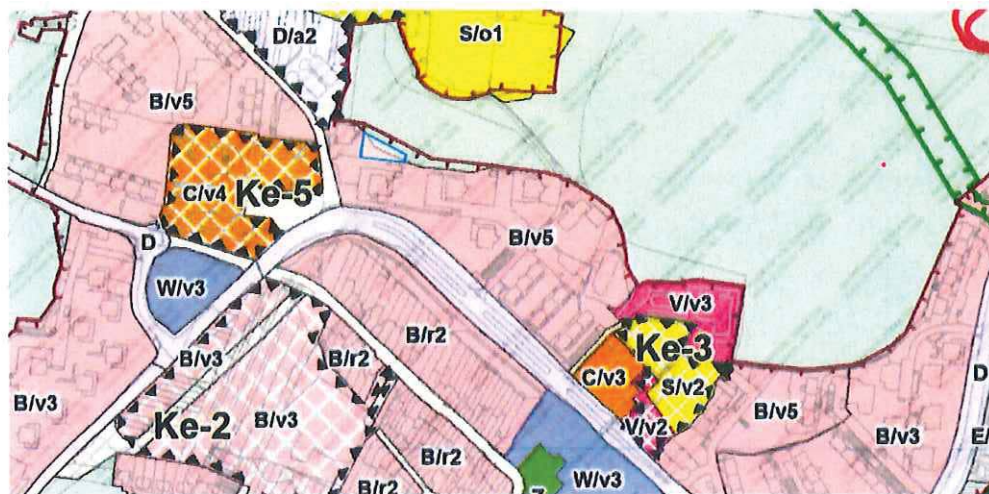 D/a2
S/o1
B/v5
C/v4
Ke-5
D
B/v5
W/v3
V/v3
B/v3
B/r2
B/r2
Ke-3
C/v3
S/v2
D
B/v3
Ke-2
B/v3
V/v2
B/v5
B/v3
E/
B/r2
W/v3
B/r2